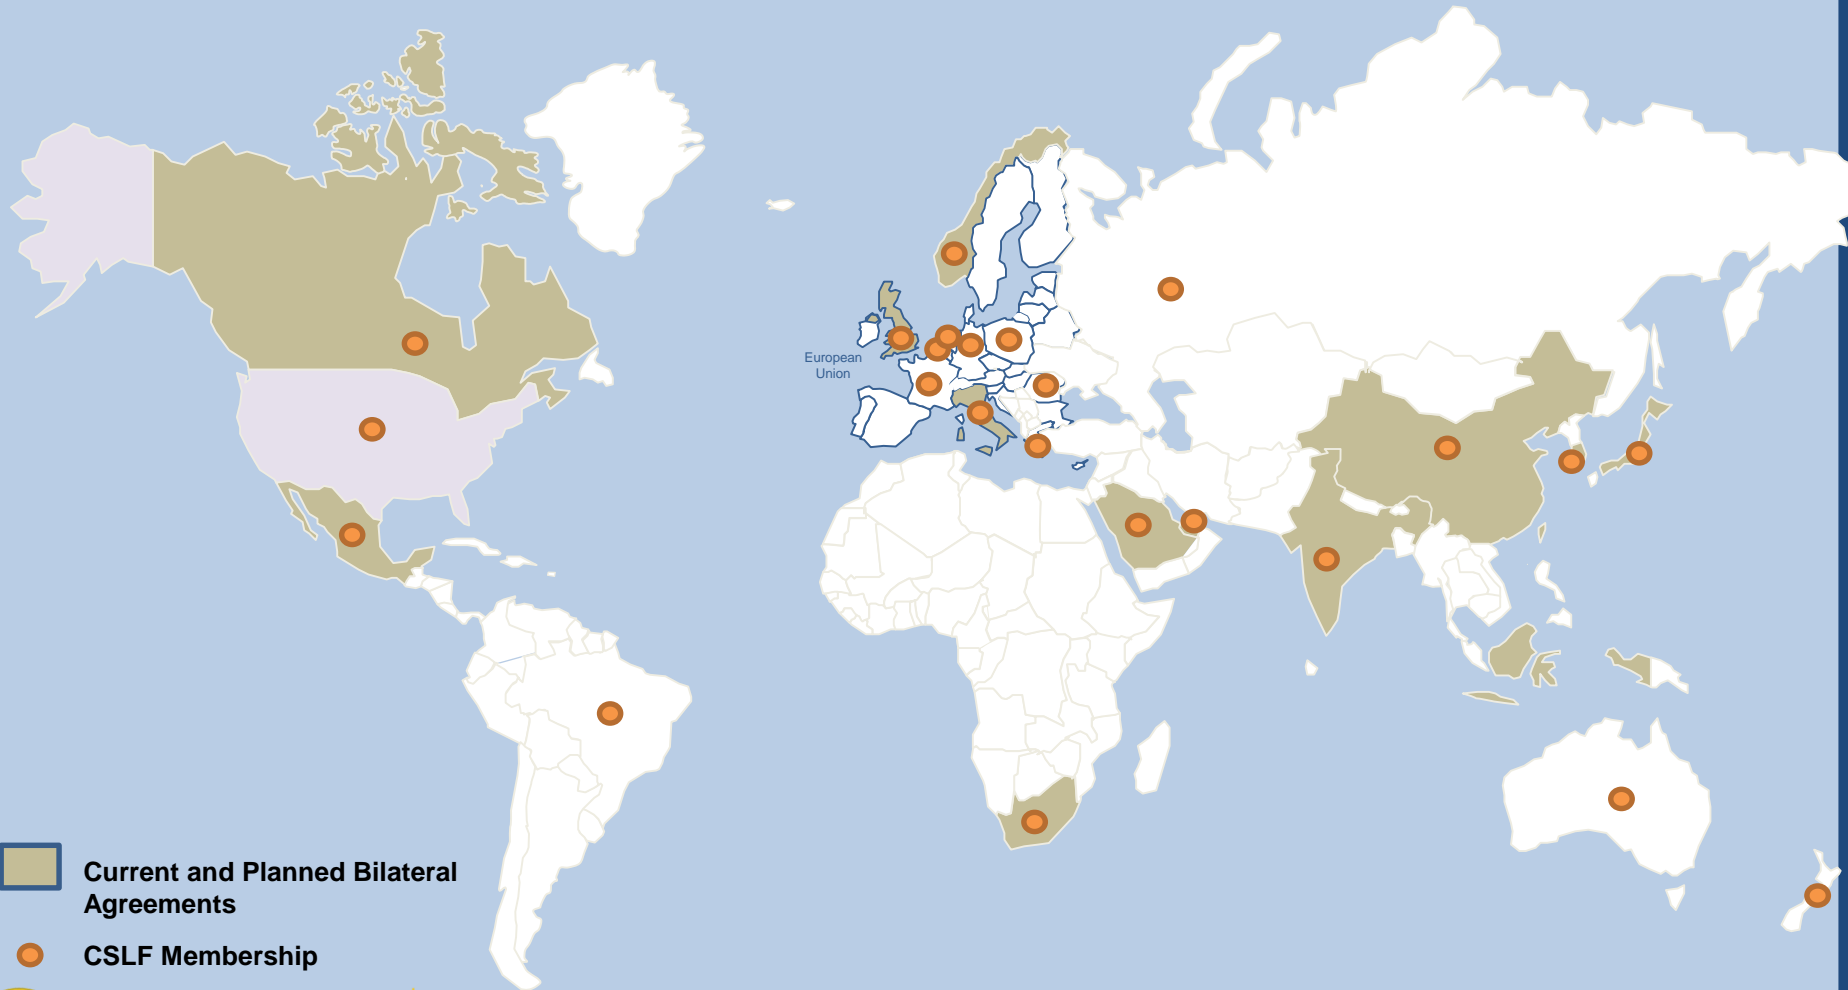 European
Union
Current and Planned Bilateral
Agreements
CSLF Membership